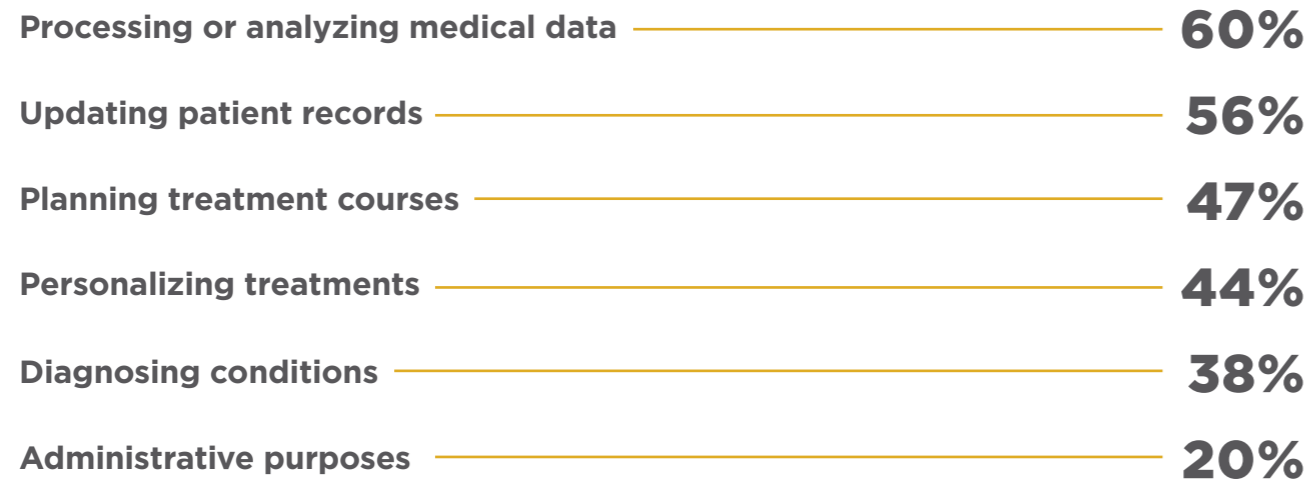 Processing or analyzing medical data 60%
Updating patient records 56%
Planning treatment courses 47%
Personalizing treatments 44%
Diagnosing conditions 38%
Administrative purposes 20%